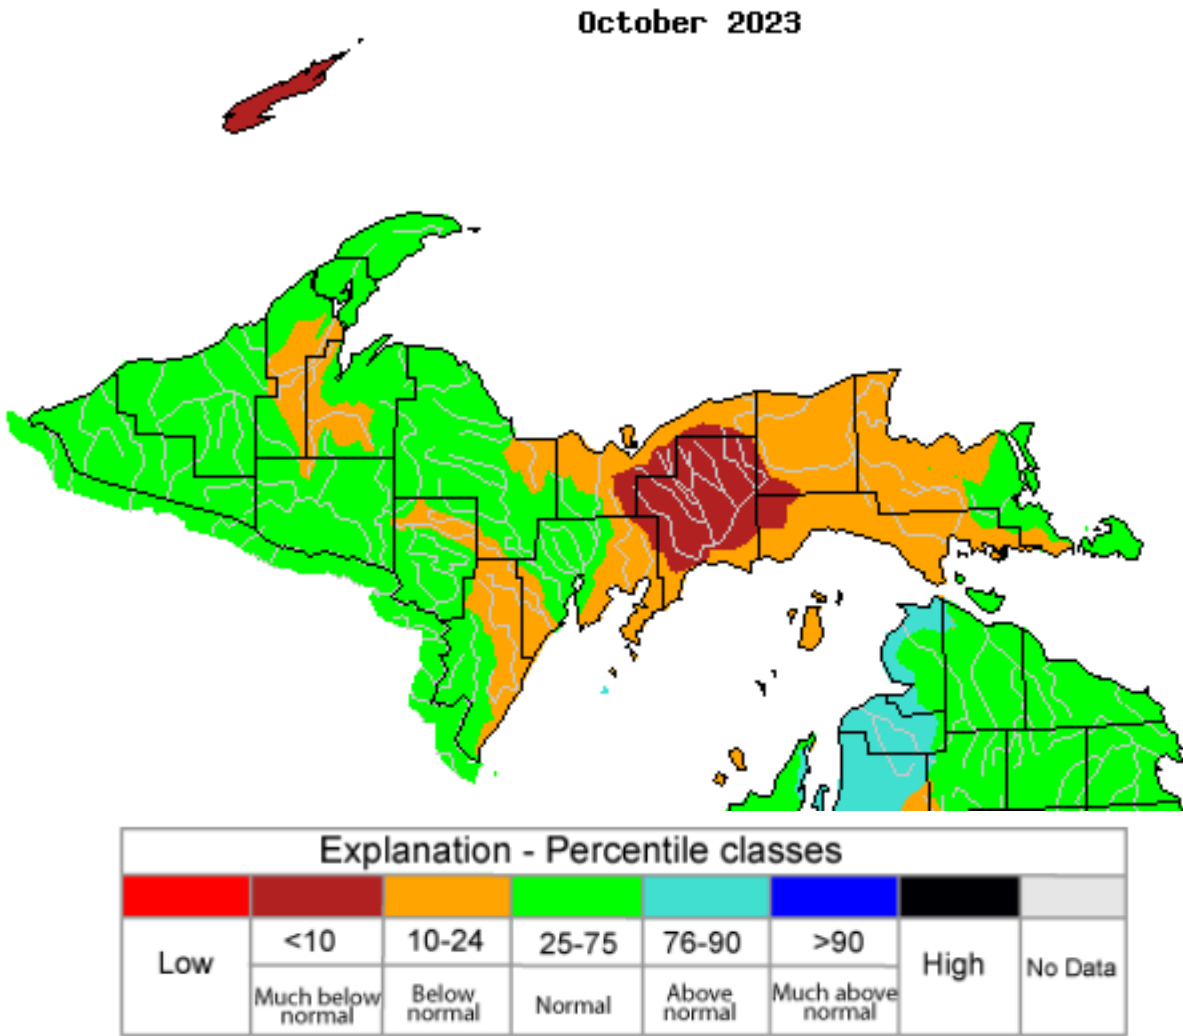 October 2023
Explanation - Percentile classes
Low
<10
10-24
25-75
76-90
>90
High
No Data
Much below
normal
Below
normal
Normal
Above
normal
Much above
normal